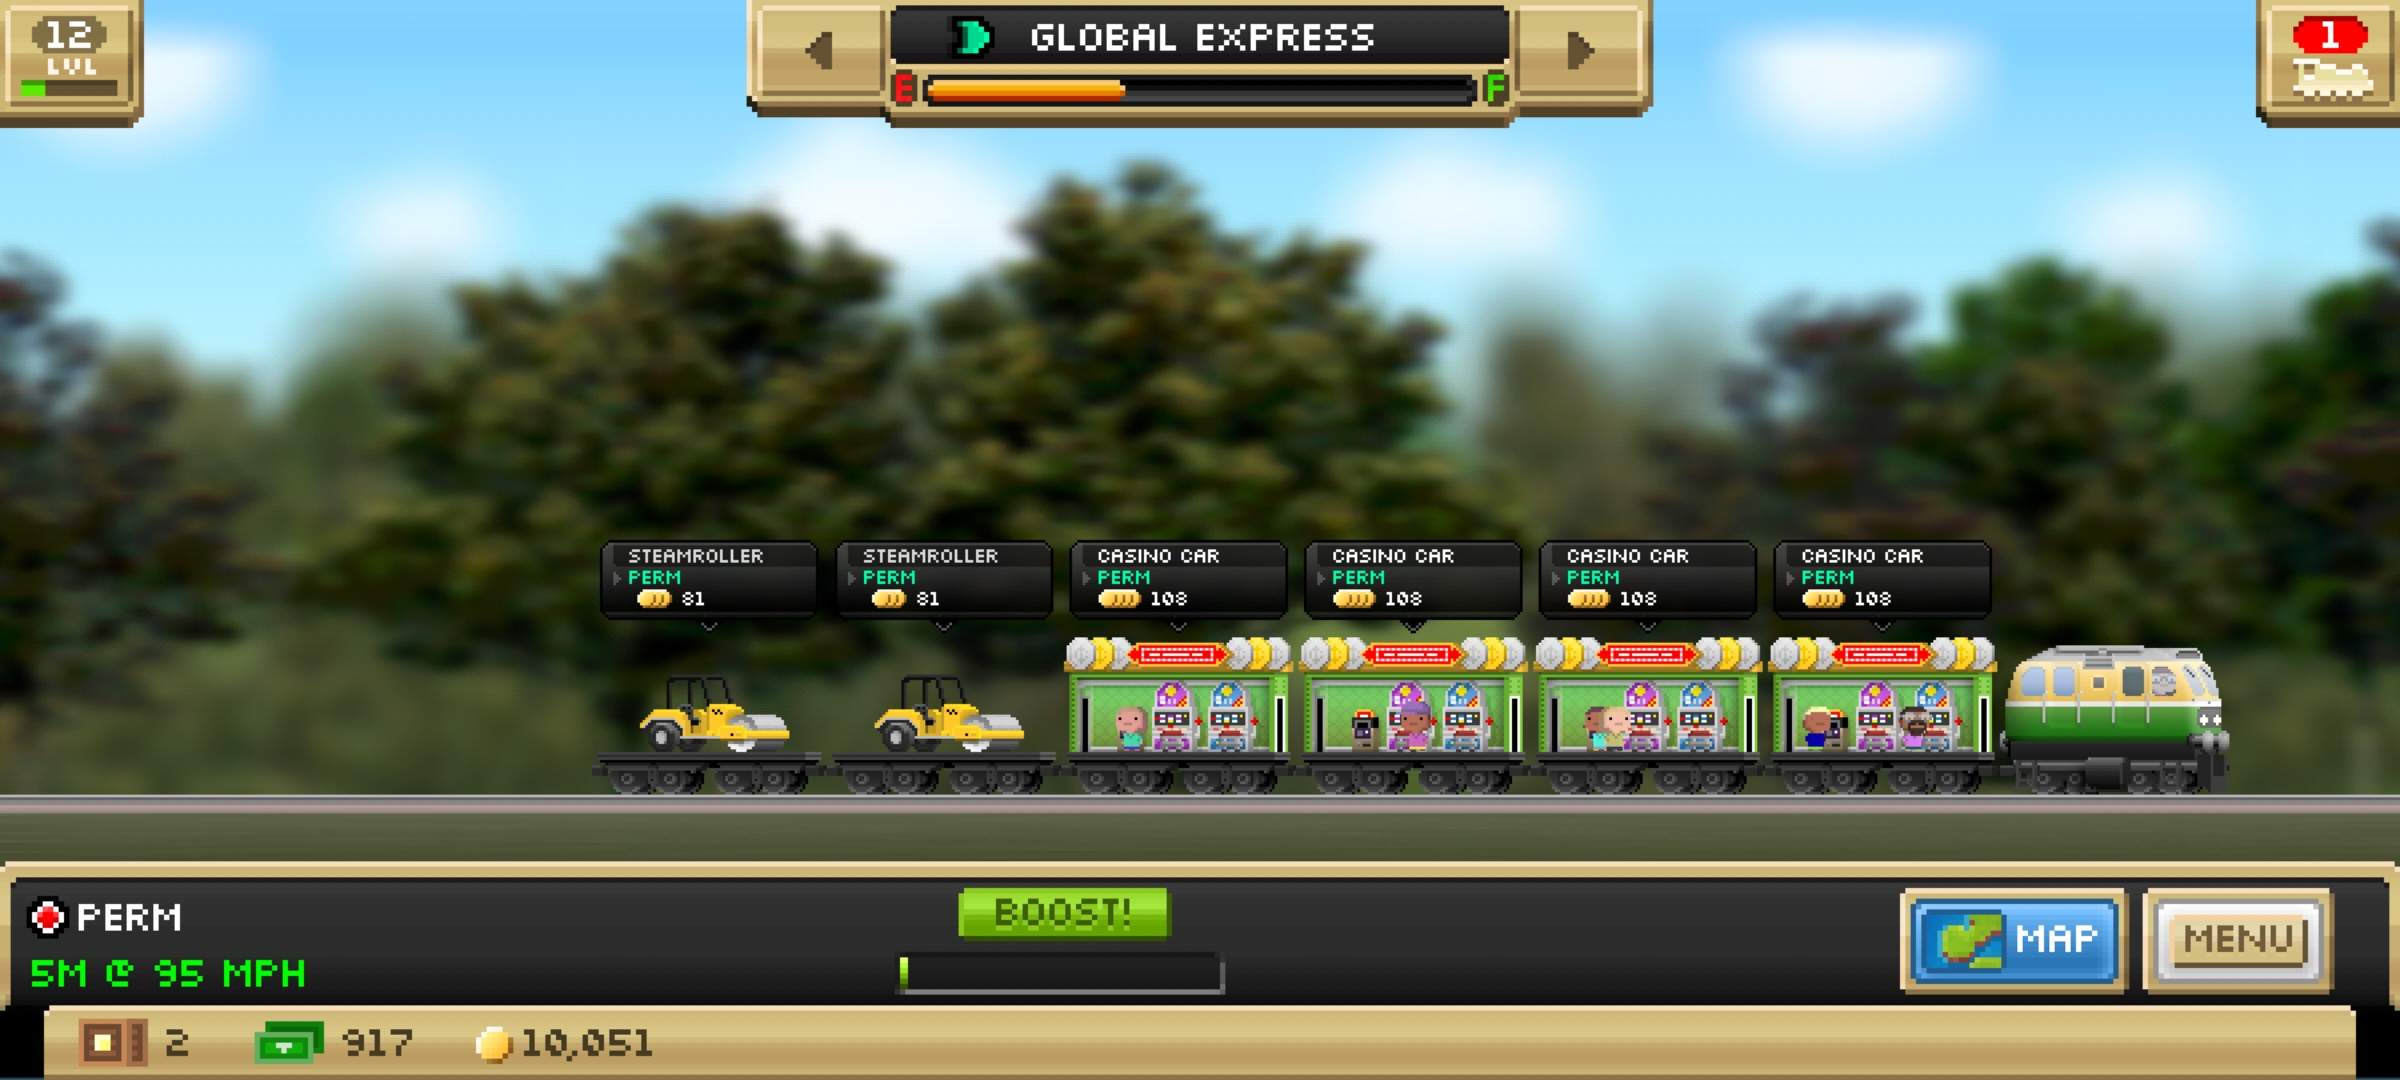 12
LVL
GLOBAL EXPRESS
E F
1
STEAMROLLER
PERM
81
STEAMROLLER
PERM
81
CASINO CAR
PERM
108
CASINO CAR
PERM
108
CASINO CAR
PERM
108
CASINO CAR
PERM
108
PERM
5M @ 95 MPH
BOOST!
MAP
MENU
2
917
10,051